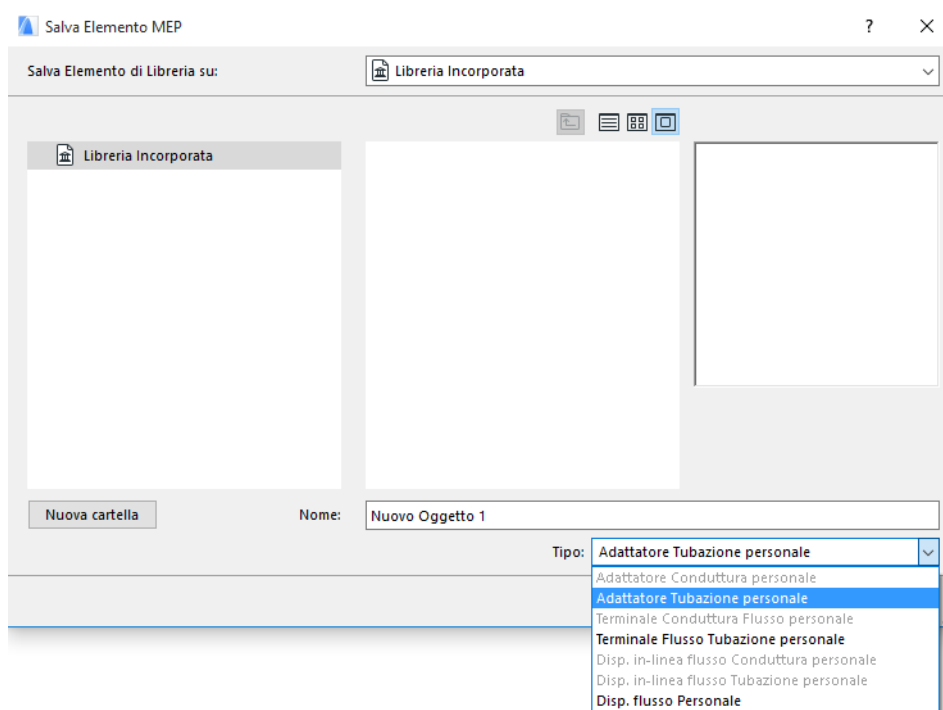 Salva Elemento MEP
?
Salva Elemento di Libreria su:
Libreria Incorporata
Libreria Incorporata
Nuova cartella
Nome:
Nuovo Oggetto 1
Tipo:
Adattatore Tubazione personale
Adattatore Conduttura personale
Adattatore Tubazione personale
Terminale Conduttura Flusso personale
Terminale Flusso Tubazione personale
Disp. in-linea flusso Conduttura personale
Disp. in-linea flusso Tubazione personale
Disp. flusso Personale